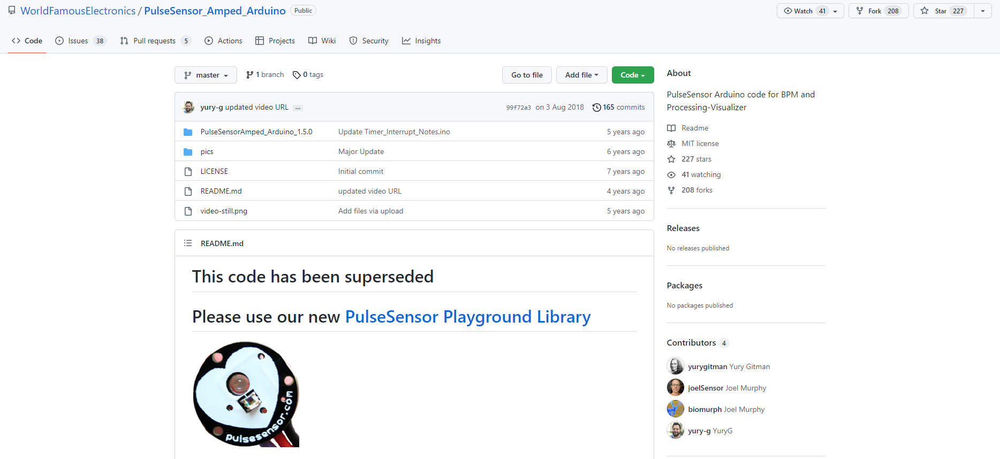 WorldFamousElectronics / PulseSensor_Amped_Arduino Public
Watch 41 Fork 208 Star 227
Code Issues 38 Pull requests 5 Actions Projects Wiki Security Insights
master 1 branch 0 tags Go to file Add file Code
yury-g updated video URL ... 99f72a3 on 3 Aug 2018 165 commits
PulseSensorAmped_Arduino_1.5.0 Update Timer_Interrupt_Notes.ino 5 years ago
pics Major Update 6 years ago
LICENSE Initial commit 7 years ago
README.md updated video URL 4 years ago
video-still.png Add files via upload 5 years ago
README.md
This code has been superseded
Please use our new PulseSensor Playground Library
pulsesensor.com
About
PulseSensor Arduino code for BPM and
Processing-Visualizer
Readme
MIT license
227 stars
41 watching
208 forks
Releases
No releases published
Packages
No packages published
Contributors 4
yurygitman Yury Gitman
joelSensor Joel Murphy
biomurph Joel Murphy
yury-g YuryG